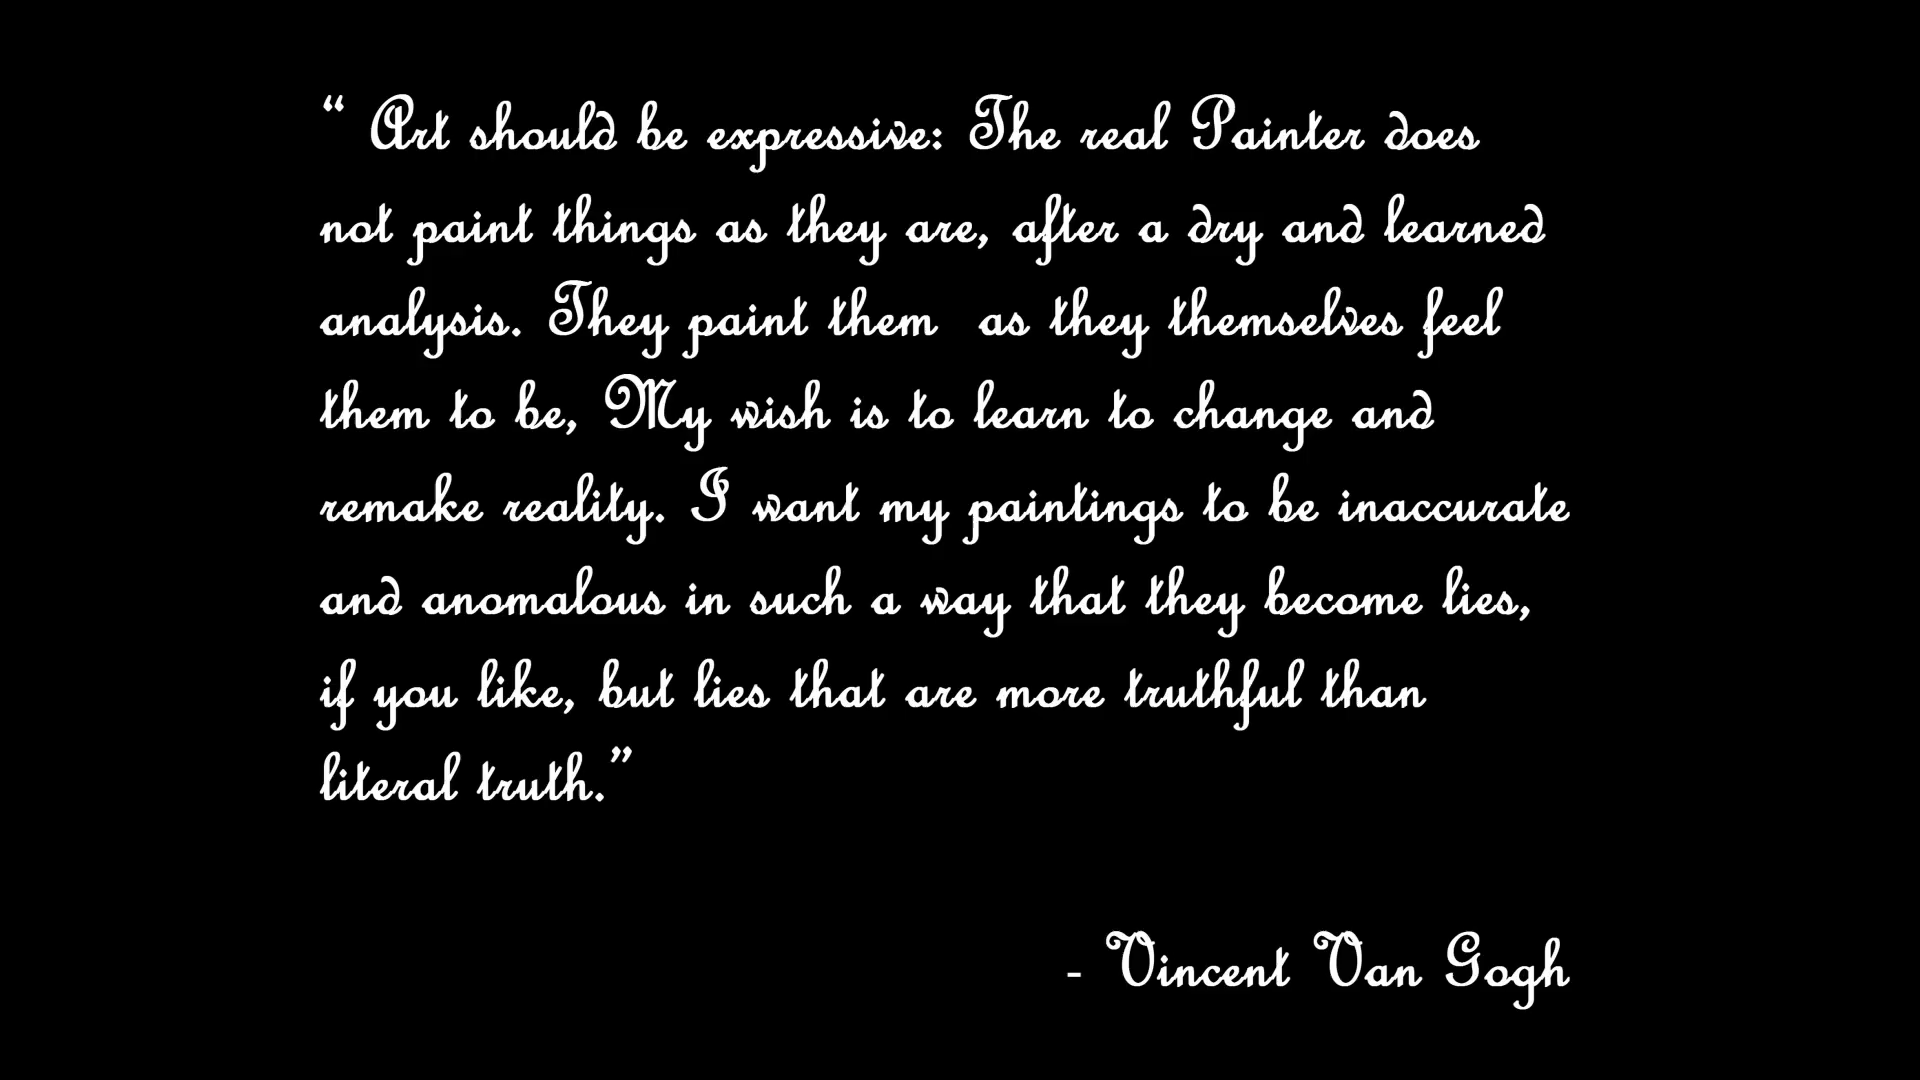 “ Art should be expressive: The real Painter does
not paint things as they are, after a dry and learned
analysis. They paint them  as they themselves feel
them to be, My wish is to learn to change and
remake reality. I want my paintings to be inaccurate
and anomalous in such a way that they become lies,
if you like, but lies that are more truthful than
literal truth.”
- Vincent Van Gogh